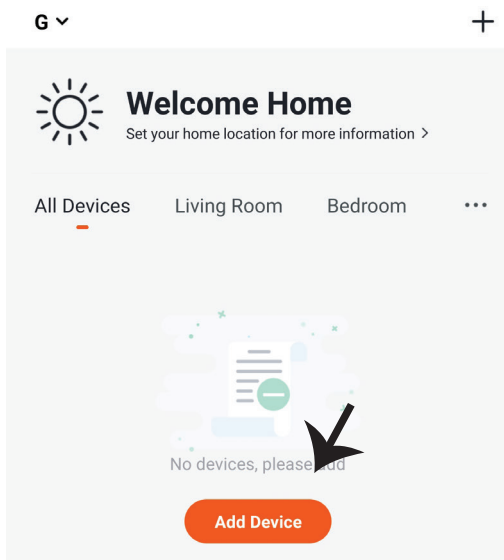 G
Welcome Home
Set your home location for more information >
All Devices Living Room Bedroom ...
No devices, please add
Add Device